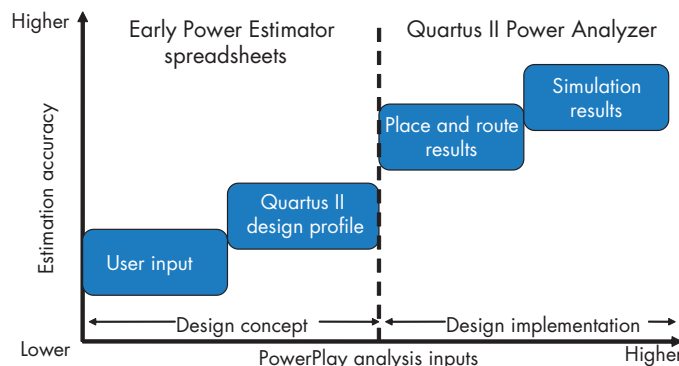 Higher
Early Power Estimator
spreadsheets
Quartus II Power Analyzer
Estimation accuracy
Simulation
results
Place and route
results
Quartus II
design profile
User input
Design concept
Design implementation
Lower
PowerPlay analysis inputs
Higher